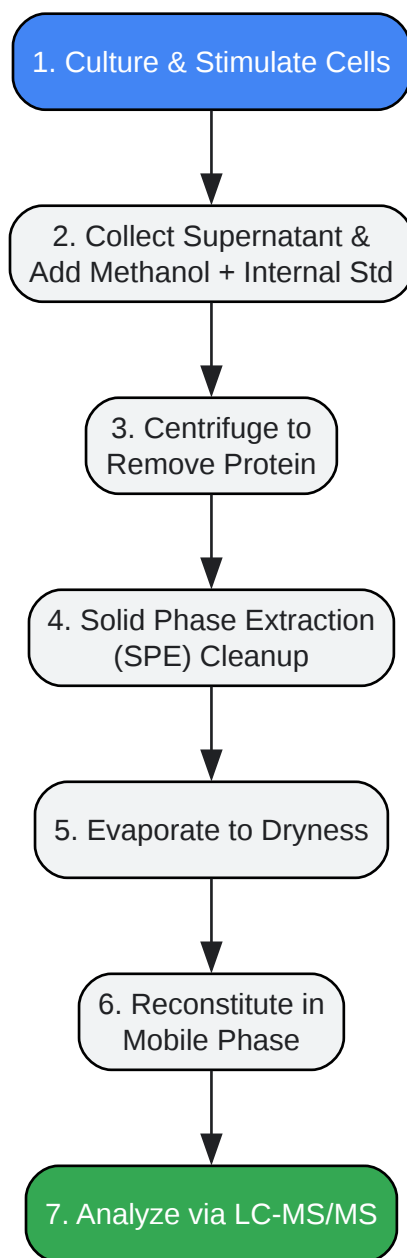 1. Culture & Stimulate Cells
2. Collect Supernatant &
Add Methanol + Internal Std
3. Centrifuge to
Remove Protein
4. Solid Phase Extraction
(SPE) Cleanup
5. Evaporate to Dryness
6. Reconstitute in
Mobile Phase
7. Analyze via LC-MS/MS